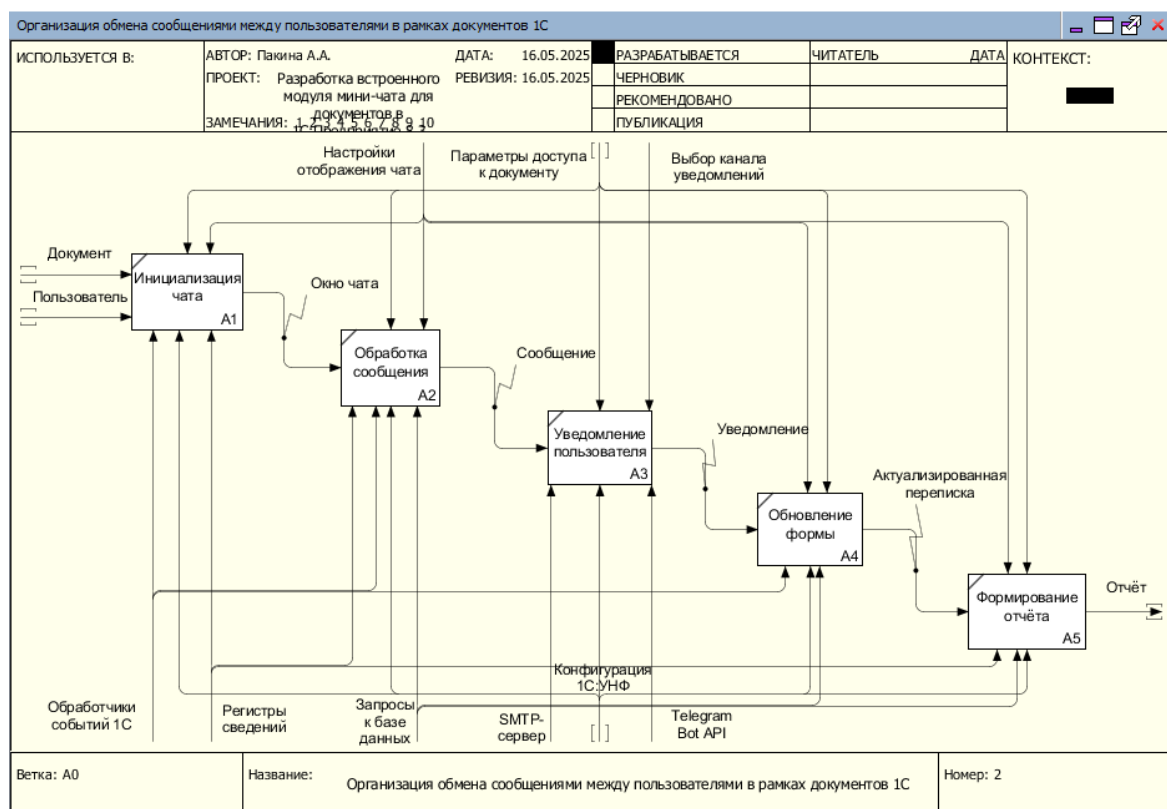 Организация обмена сообщениями между пользователями в рамках документов 1С
ИСПОЛЬЗУЕТСЯ В:
АВТОР: Пакина А.А.
ДАТА: 16.05.2025
ПРОЕКТ: Разработка встроенного
модуля мини-чата для
документов в
1С:Предприятие 8.3
РЕВИЗИЯ: 16.05.2025
ЗАМЕЧАНИЯ: 1 2 3 4 5 6 7 8 9 10
РАЗРАБАТЫВАЕТСЯ
ЧЕРНОВИК
РЕКОМЕНДОВАНО
ПУБЛИКАЦИЯ
ЧИТАТЕЛЬ
ДАТА
КОНТЕКСТ:
Настройки
отображения чата
Параметры доступа
к документу
Выбор канала
уведомлений
Документ
Пользователь
Инициализация
чата
A1
Окно чата
Обработка
сообщения
A2
Сообщение
Уведомление
пользователя
A3
Уведомление
Обновление
формы
A4
Актуализированная
переписка
Формирование
отчёта
A5
Отчёт
Обработчики
событий 1С
Регистры
сведений
Запросы
к базе
данных
Конфигурация
1С:УНФ
SMTP-
сервер
Telegram
Bot API
Ветка: A0
Название:
Организация обмена сообщениями между пользователями в рамках документов 1С
Номер: 2